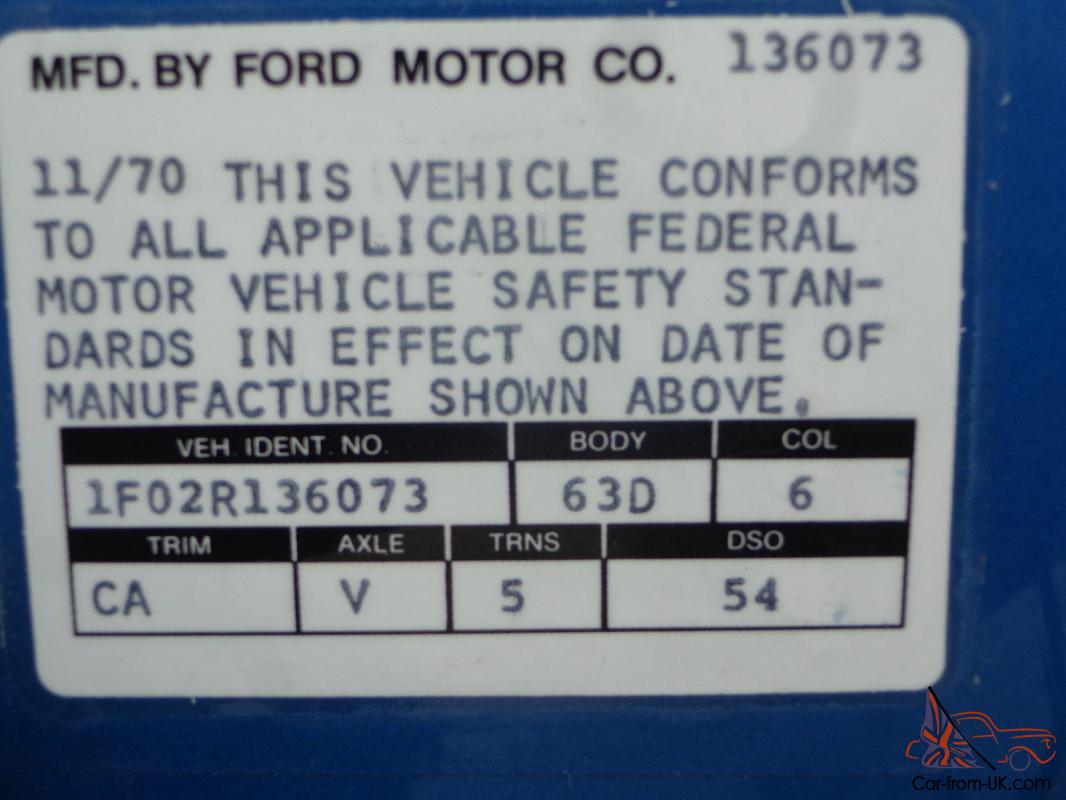 MFD. BY FORD MOTOR CO. 136073
11/70 THIS VEHICLE CONFORMS
TO ALL APPLICABLE FEDERAL
MOTOR VEHICLE SAFETY STAN-
DARDS IN EFFECT ON DATE OF
MANUFACTURE SHOWN ABOVE.
VEH. IDENT. NO. BODY COL
1F02R136073 63D 6
TRIM AXLE TRNS DSO
CA V 5 54
Car-from-UK.com